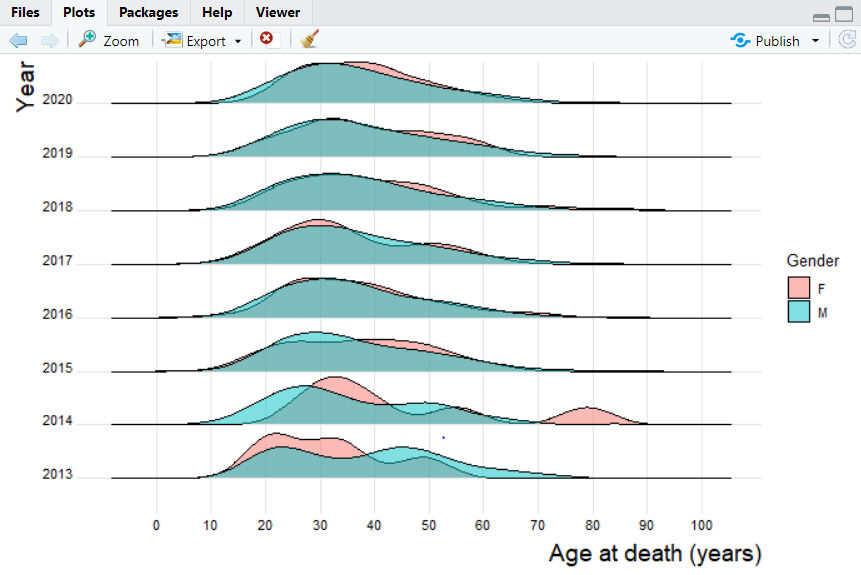 Files Plots Packages Help Viewer
Zoom Export Publish
Year
2020
2019
2018
2017
2016
2015
2014
2013
0 10 20 30 40 50 60 70 80 90 100
Age at death (years)
Gender
F
M